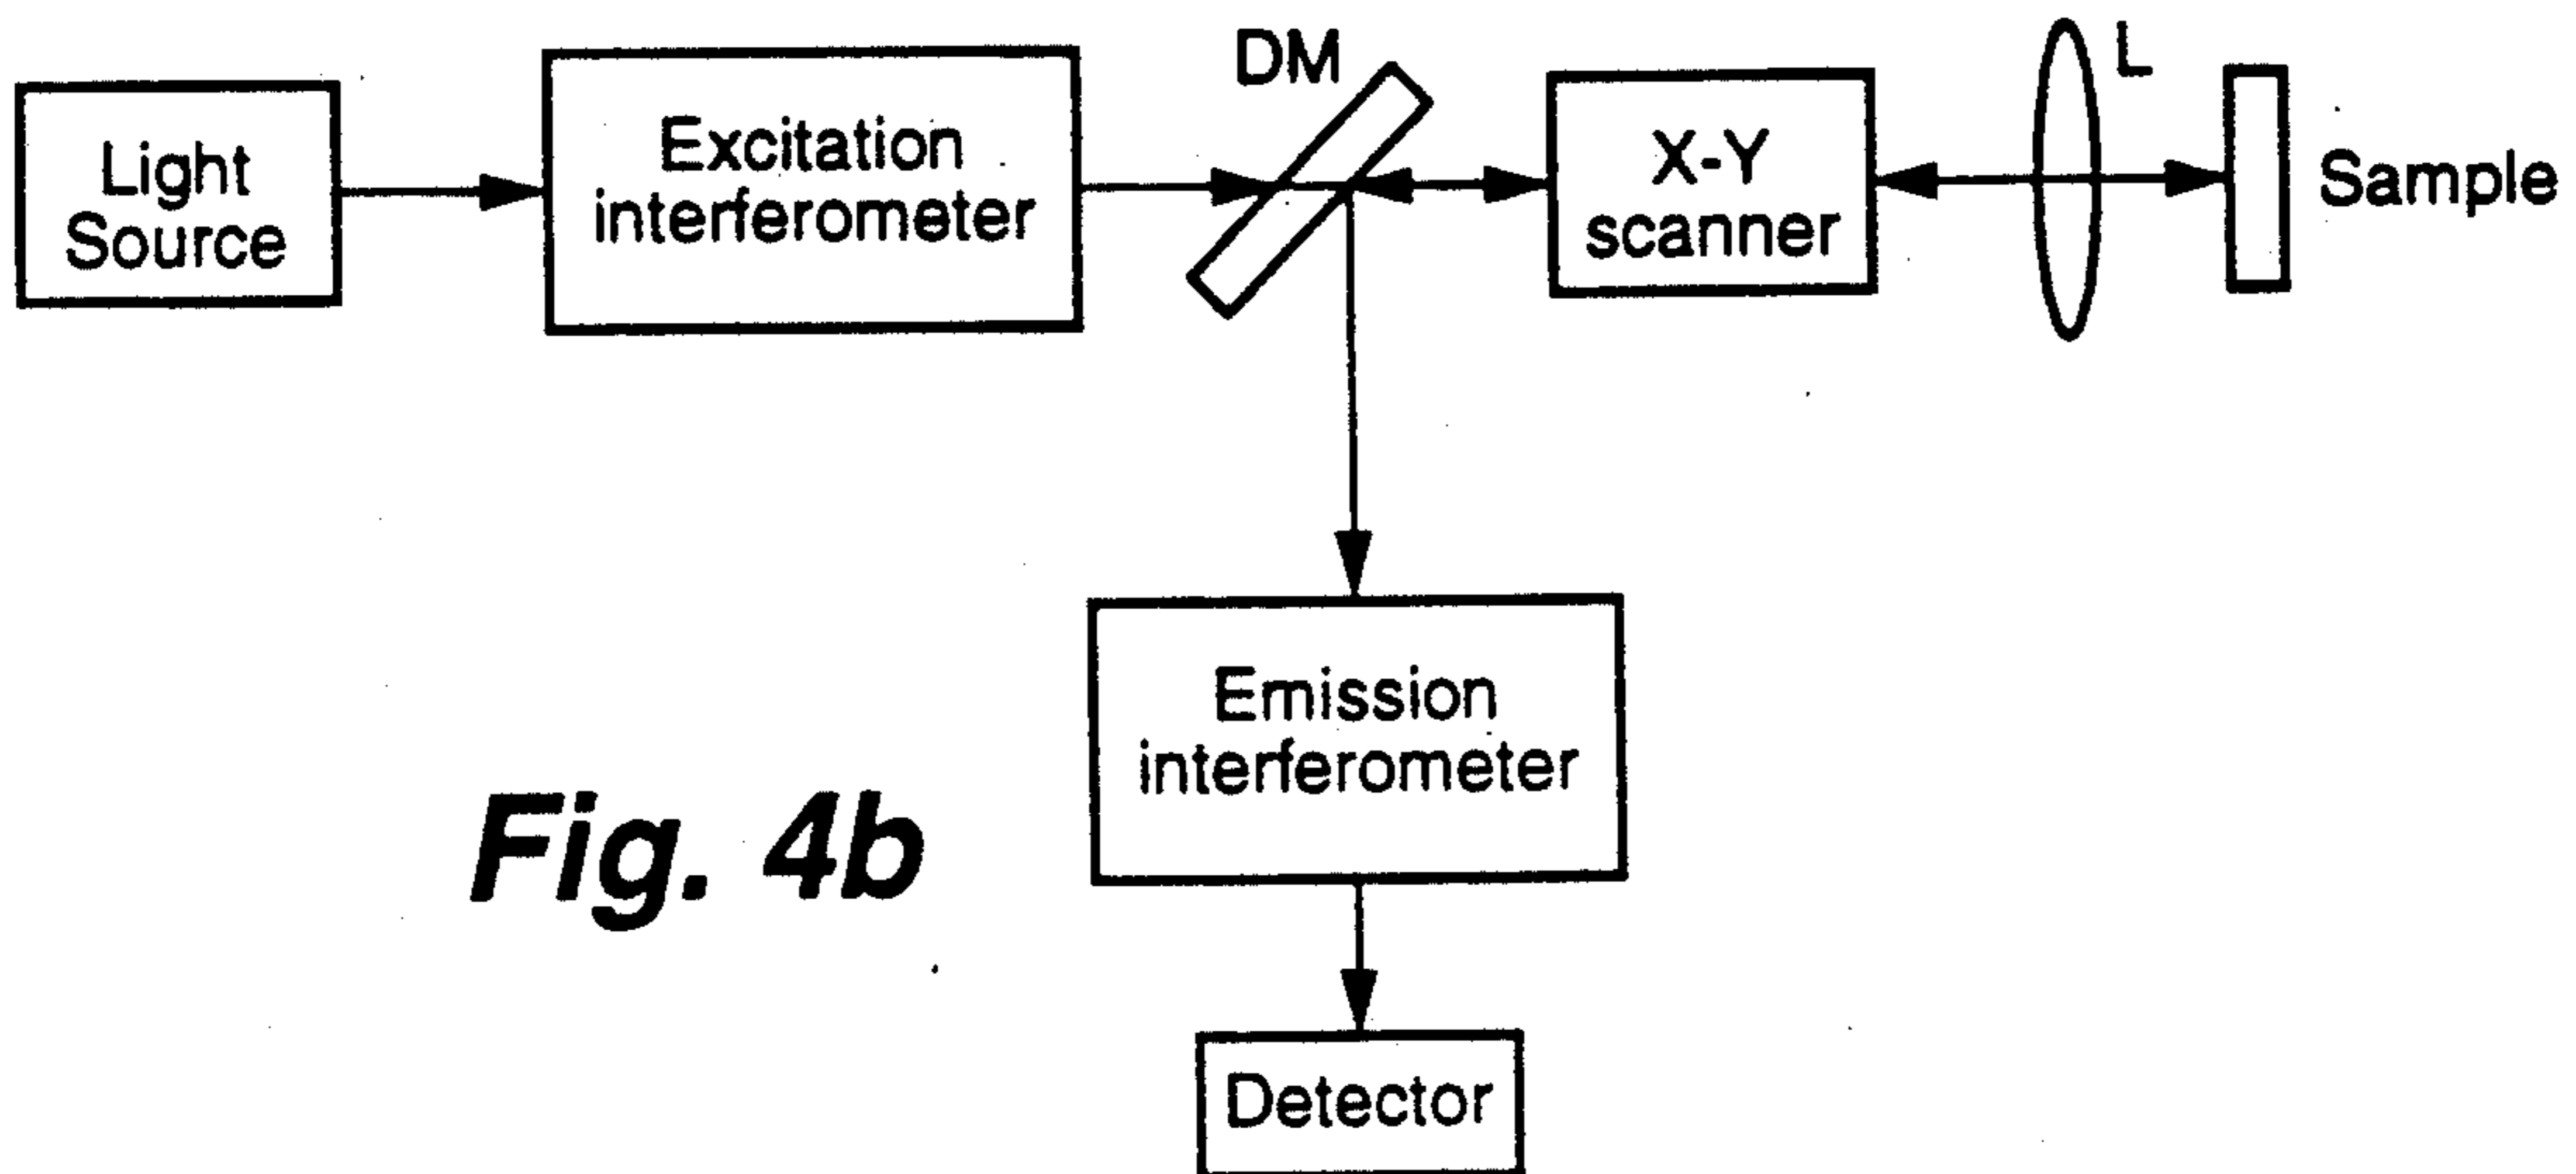 Light
Source
Excitation
interferometer
DM
X-Y
scanner
L
Sample
Emission
interferometer
Fig. 4b
Detector